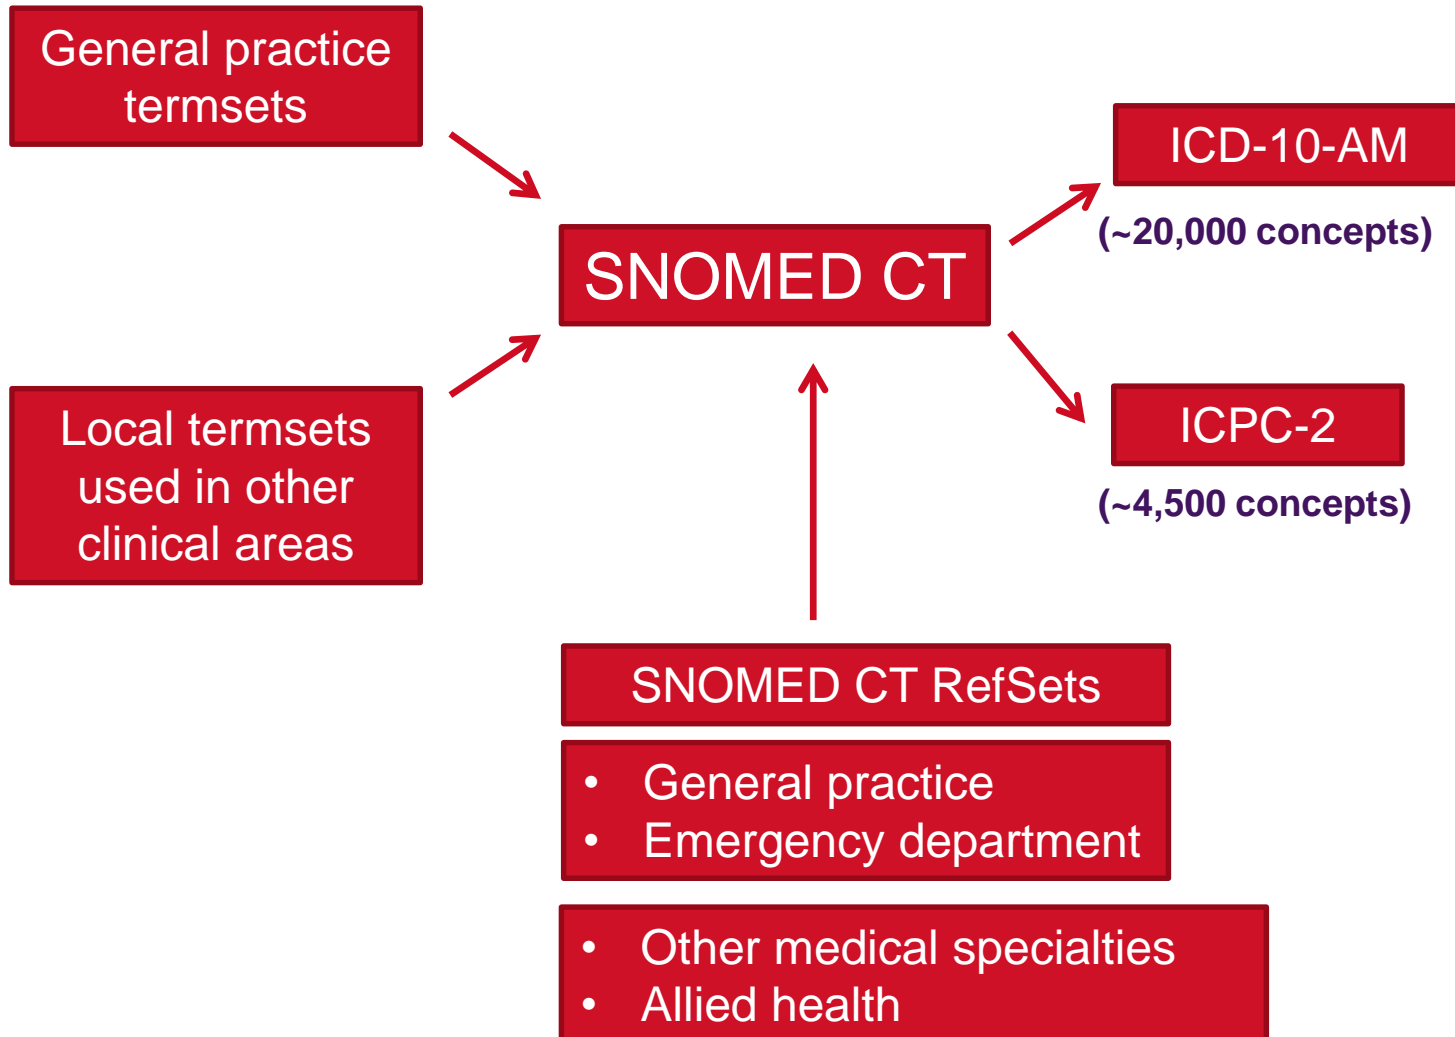 General practice
termsets
ICD-10-AM
(~20,000 concepts)
SNOMED CT
Local termsets
used in other
clinical areas
ICPC-2
(~4,500 concepts)
SNOMED CT RefSets
• General practice
• Emergency department
• Other medical specialties
• Allied health